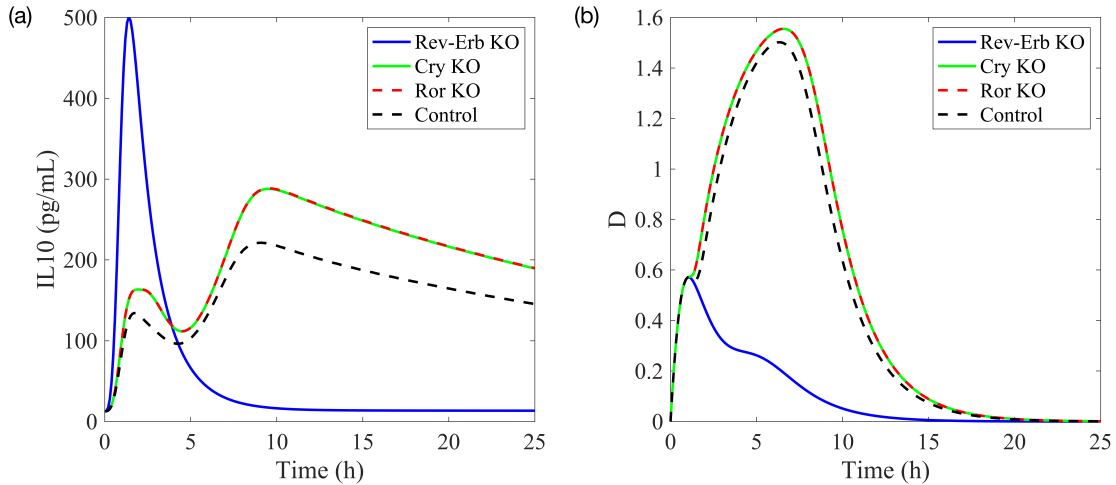 (a)
500
400
300
200
100
0
IL10 (pg/mL)
0 5 10 15 20 25
Time (h)
Rev-Erb KO
Cry KO
Ror KO
Control
(b)
1.6
1.4
1.2
1
0.8
0.6
0.4
0.2
0
D
0 5 10 15 20 25
Time (h)
Rev-Erb KO
Cry KO
Ror KO
Control